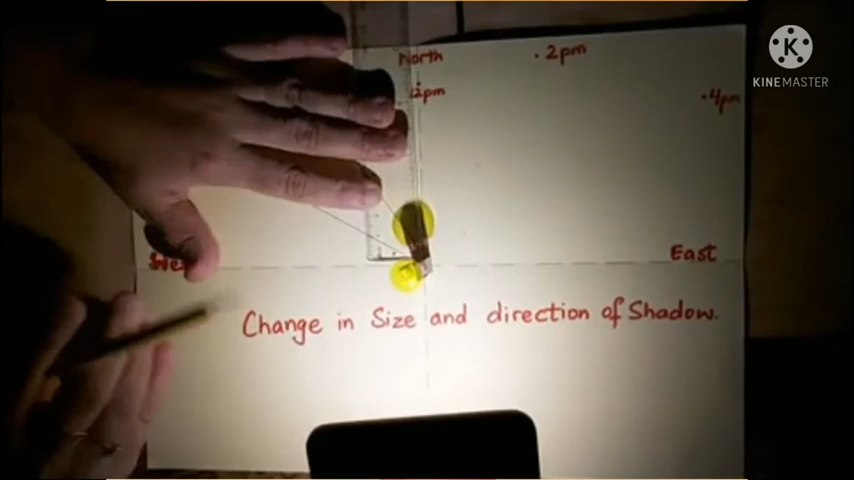 North
. 2pm
12pm
. 4pm
KINEMASTER
East
Change in Size and direction of Shadow.